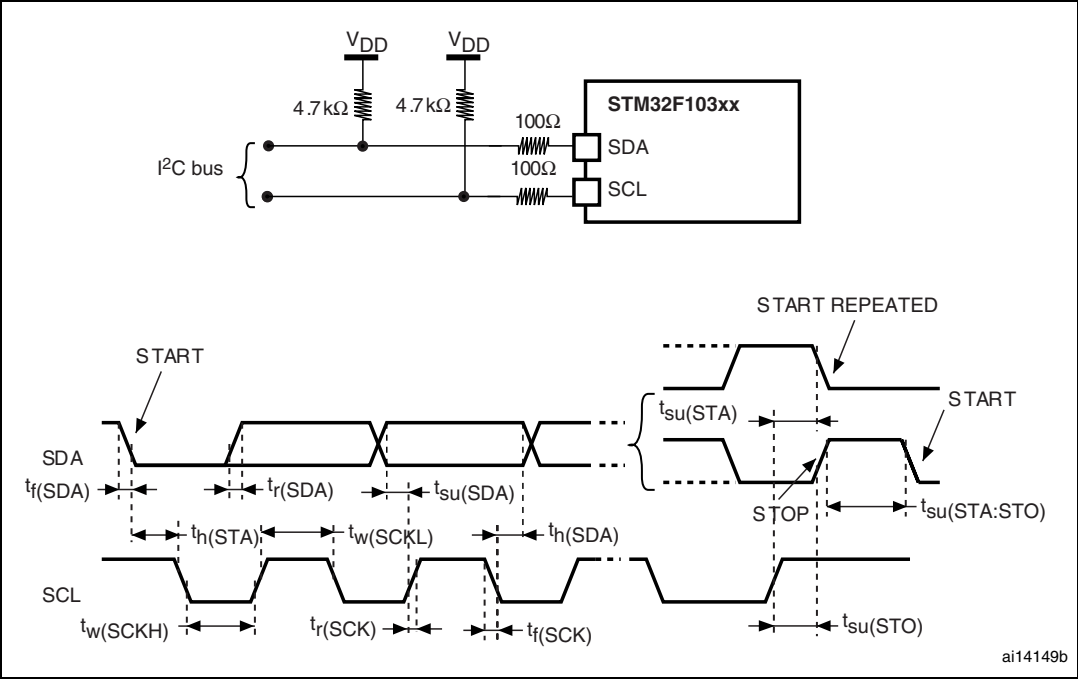 VDD VDD
4.7kΩ 4.7kΩ
STM32F103xx
100Ω
SDA
I2C bus
100Ω
SCL
START REPEATED
START
tsu(STA)
START
SDA
tf(SDA)
tr(SDA)
tsu(SDA)
STOP
tsu(STA:STO)
th(STA)
tw(SCKL)
th(SDA)
SCL
tw(SCKH)
tr(SCK)
tf(SCK)
tsu(STO)
ai14149b